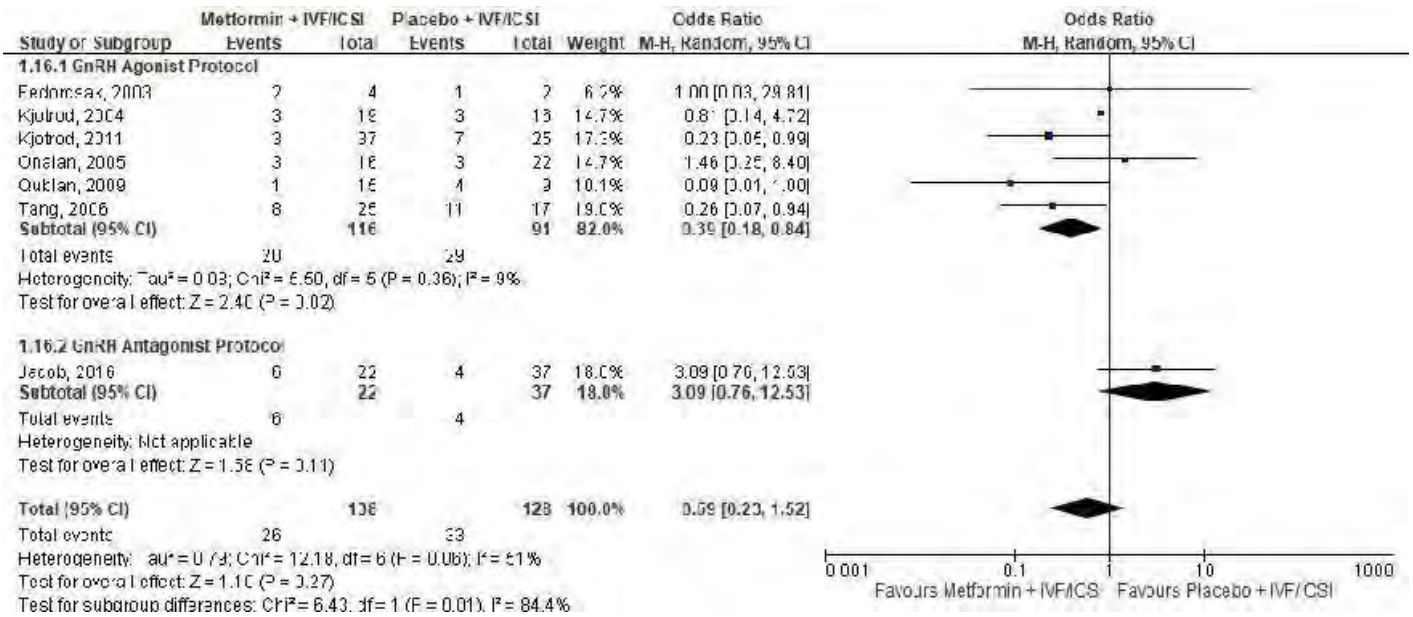 Metformin + IVF/ICSI Placebo + IVF/ICSI Odds Ratio Odds Ratio
Study or Subgroup Events Total Events Total Weight M-H, Random, 95% CI M-H, Random, 95% CI
1.16.1 GnRH Agonist Protocol
Fedorcsak, 2003 2 4 1 2 6.2% 1.00 [0.03, 29.81]
Kjotrod, 2004 3 19 3 16 14.7% 0.81 [0.14, 4.72]
Kjotrod, 2011 3 37 7 25 17.3% 0.23 [0.05, 0.99]
Onalan, 2005 3 16 3 22 14.7% 1.46 [0.25, 8.40]
Qublan, 2009 1 15 4 9 10.1% 0.09 [0.01, 1.00]
Tang, 2006 8 25 11 17 19.0% 0.26 [0.07, 0.94]
Subtotal (95% CI) 116 91 82.0% 0.39 [0.18, 0.84]
Total events 20 29
Heterogeneity: Tau² = 0.08; Chi² = 5.50, df = 5 (P = 0.36); I² = 9%
Test for overall effect: Z = 2.40 (P = 0.02)
1.16.2 GnRH Antagonist Protocol
Jacob, 2016 6 22 4 37 18.0% 3.09 [0.76, 12.53]
Subtotal (95% CI) 22 37 18.0% 3.09 [0.76, 12.53]
Total events 6 4
Heterogeneity: Not applicable
Test for overall effect: Z = 1.58 (P = 0.11)
Total (95% CI) 138 128 100.0% 0.59 [0.23, 1.52]
Total events 26 33
Heterogeneity: Tau² = 0.79; Chi² = 12.18, df = 6 (P = 0.06); I² = 51%
Test for overall effect: Z = 1.10 (P = 0.27)
Test for subgroup differences: Chi² = 6.43, df = 1 (P = 0.01), I² = 84.4%
0.001 0.1 1 10 1000
Favours Metformin + IVF/ICSI Favours Placebo + IVF/ICSI